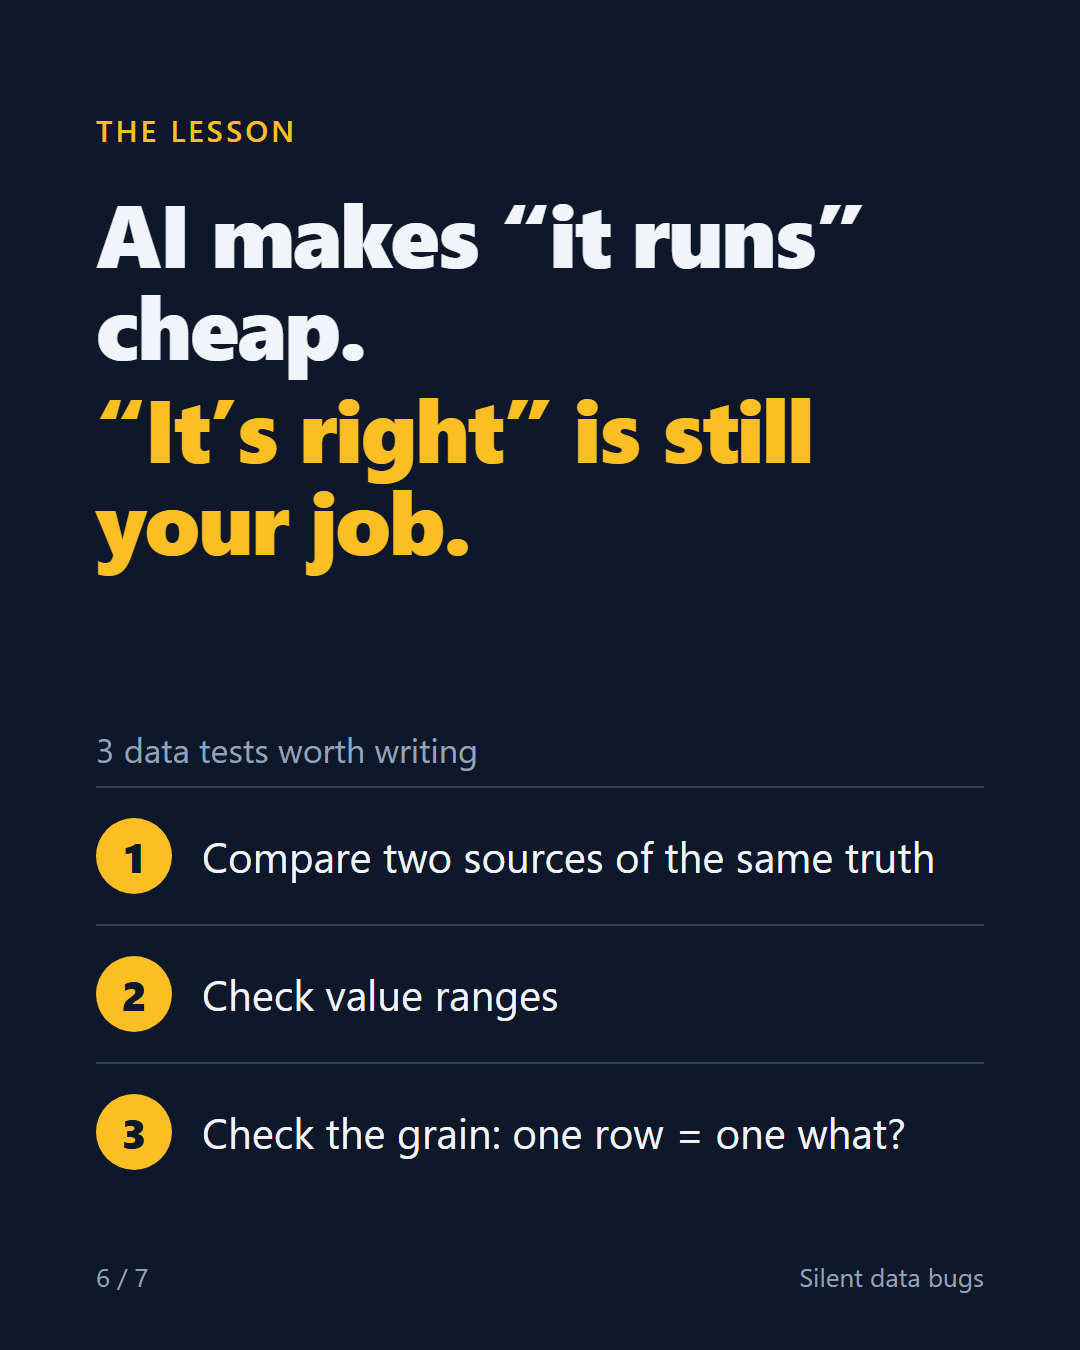 THE LESSON
AI makes “it runs”
cheap.
“It’s right” is still
your job.
3 data tests worth writing
1 Compare two sources of the same truth
2 Check value ranges
3 Check the grain: one row = one what?
6 / 7 Silent data bugs